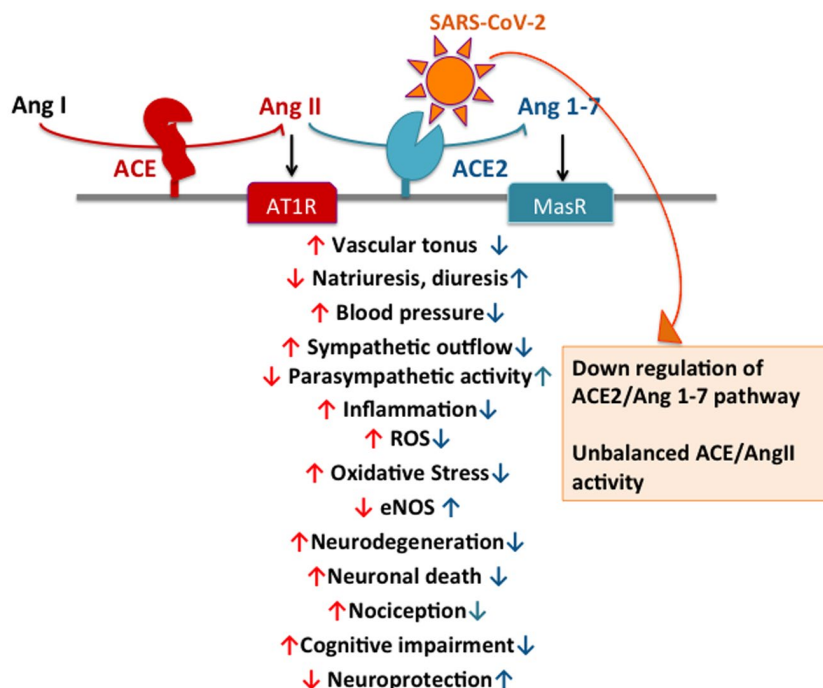 SARS-CoV-2
Ang I
Ang II
Ang 1-7
ACE
ACE2
AT1R
MasR
↑ Vascular tonus ↓
↓ Natriuresis, diuresis↑
↑ Blood pressure↓
↑ Sympathetic outflow↓
↓ Parasympathetic activity↑
↑ Inflammation↓
↑ ROS↓
↑ Oxidative Stress↓
↓ eNOS ↑
↑Neurodegeneration↓
↑Neuronal death ↓
↑Nociception↓
↑Cognitive impairment↓
↓ Neuroprotection↑
Down regulation of
ACE2/Ang 1-7 pathway
Unbalanced ACE/AngII
activity